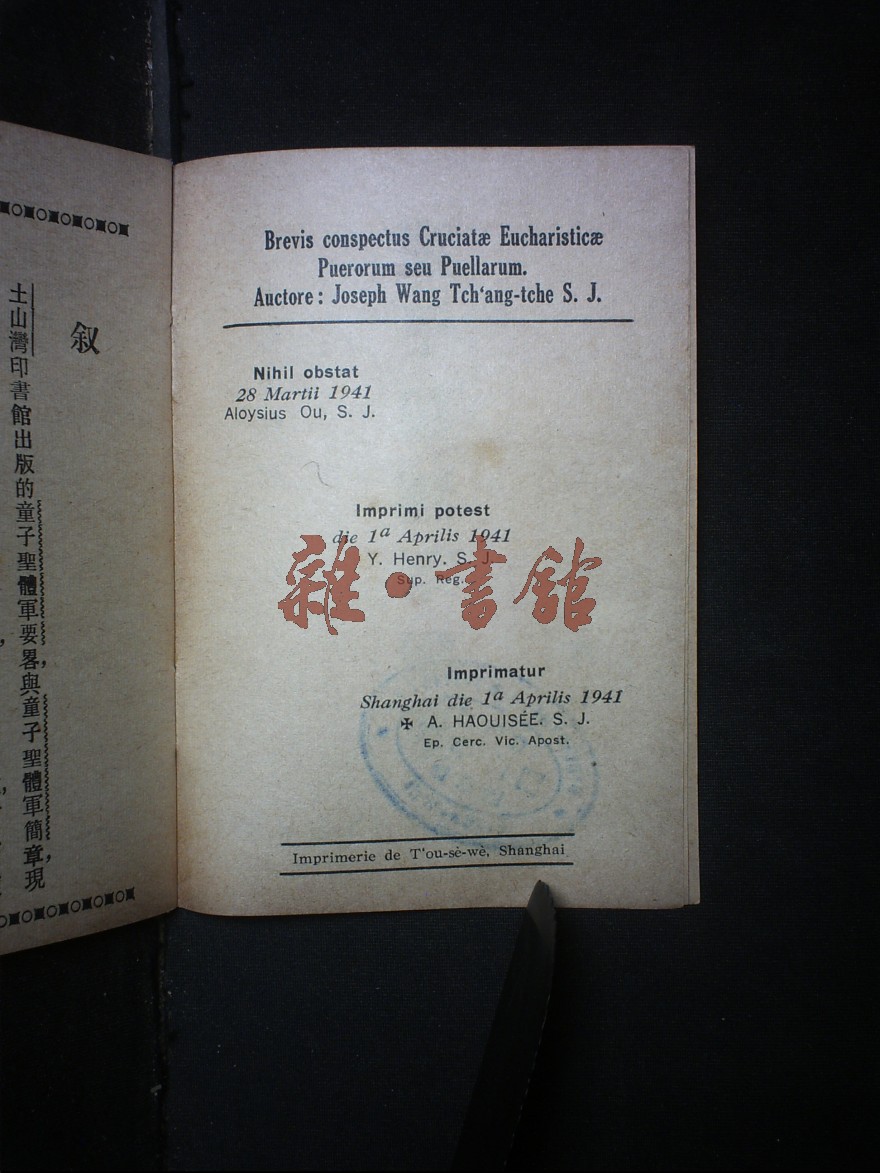 Brevis conspectus Cruciatæ Eucharisticæ
Puerorum seu Puellarum.
Auctore: Joseph Wang Tch‘ang-tche S. J.
Nihil obstat
28 Martii 1941
Aloysius Ou, S. J.
Imprimi potest
die 1a Aprilis 1941
Y. Henry. S. J.
Sup. Reg.
雜·書館
Imprimatur
Shanghai die 1a Aprilis 1941
✠ A. HAOUISÉE. S. J.
Ep. Cerc. Vic. Apost.
Imprimerie de T'ou-sè-wè, Shanghai
叙
土山灣印書館出版的童子聖體軍要畧,與童子聖體軍簡章,現